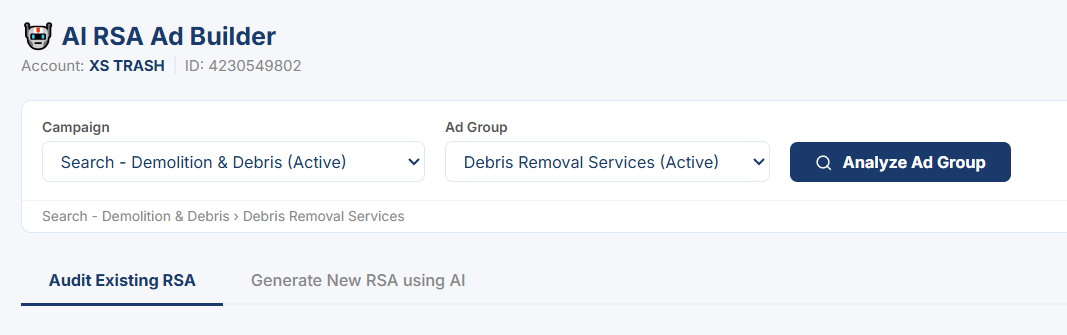 AI RSA Ad Builder
Account: XS TRASH | ID: 4230549802
Campaign
Ad Group
Search - Demolition & Debris (Active)
Debris Removal Services (Active)
Analyze Ad Group
Search - Demolition & Debris › Debris Removal Services
Audit Existing RSA
Generate New RSA using AI